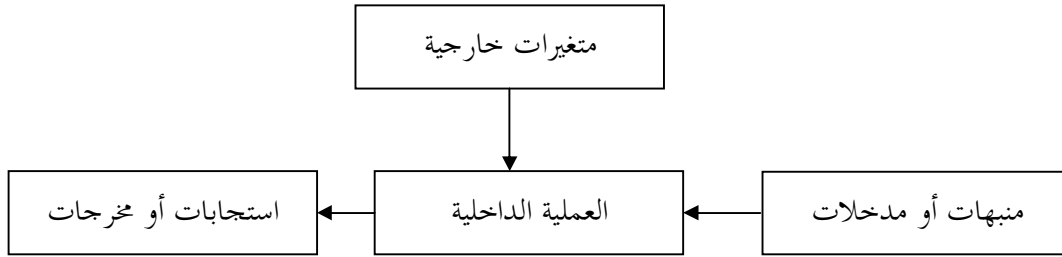 متغيرات خارجية
منبهات أو مدخلات
العملية الداخلية
استجابات أو مخرجات